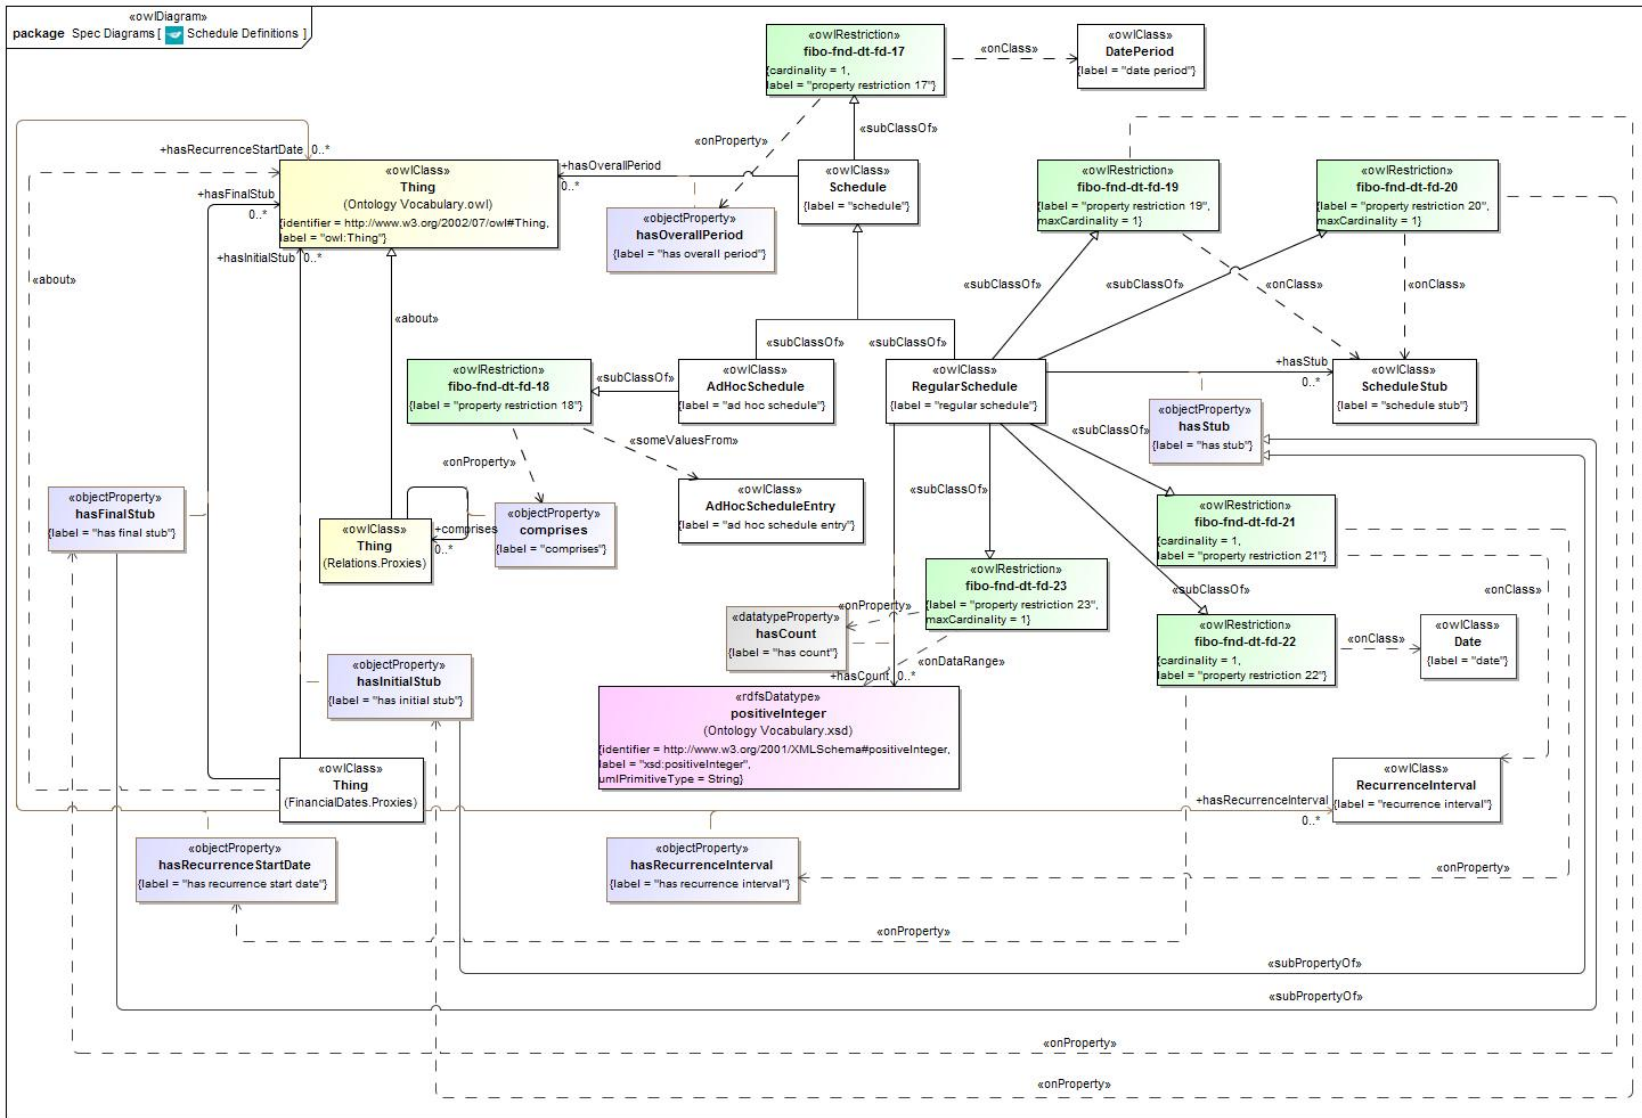 «owlDiagram»
package Spec Diagrams [ Schedule Definitions ]
«owlRestriction»
fibo-fnd-dt-fd-17
{cardinality = 1,
label = "property restriction 17"}
«onClass»
«owlClass»
DatePeriod
{label = "date period"}
«subClassOf»
«onProperty»
+hasRecurrenceStartDate 0..*
«owlClass»
Thing
(Ontology Vocabulary.owl)
{identifier = http://www.w3.org/2002/07/owl#Thing,
label = "owl:Thing"}
+hasOverallPeriod
0..*
«owlClass»
Schedule
{label = "schedule"}
«owlRestriction»
fibo-fnd-dt-fd-19
{label = "property restriction 19",
maxCardinality = 1}
«owlRestriction»
fibo-fnd-dt-fd-20
{label = "property restriction 20",
maxCardinality = 1}
+hasFinalStub
0..*
«objectProperty»
hasOverallPeriod
{label = "has overall period"}
+hasInitialStub 0..*
«about»
«subClassOf»
«subClassOf»
«onClass»
«onClass»
«about»
«subClassOf»
«subClassOf»
«owlRestriction»
fibo-fnd-dt-fd-18
{label = "property restriction 18"}
«subClassOf»
«owlClass»
AdHocSchedule
{label = "ad hoc schedule"}
«owlClass»
RegularSchedule
{label = "regular schedule"}
+hasStub
0..*
«owlClass»
ScheduleStub
{label = "schedule stub"}
«objectProperty»
hasStub
{label = "has stub"}
«subClassOf»
«someValuesFrom»
«onProperty»
«owlClass»
AdHocScheduleEntry
{label = "ad hoc schedule entry"}
«subClassOf»
«objectProperty»
hasFinalStub
{label = "has final stub"}
«owlClass»
Thing
(Relations.Proxies)
+comprises
0..*
«objectProperty»
comprises
{label = "comprises"}
«owlRestriction»
fibo-fnd-dt-fd-21
{cardinality = 1,
label = "property restriction 21"}
«owlRestriction»
fibo-fnd-dt-fd-23
{label = "property restriction 23",
maxCardinality = 1}
«subClassOf»
«onClass»
«onProperty»
«datatypeProperty»
hasCount
{label = "has count"}
«onDataRange»
+hasCount 0..*
«owlRestriction»
fibo-fnd-dt-fd-22
{cardinality = 1,
label = "property restriction 22"}
«onClass»
«owlClass»
Date
{label = "date"}
«objectProperty»
hasInitialStub
{label = "has initial stub"}
«rdfsDatatype»
positiveInteger
(Ontology Vocabulary.xsd)
{identifier = http://www.w3.org/2001/XMLSchema#positiveInteger,
label = "xsd:positiveInteger",
umlPrimitiveType = String}
«owlClass»
Thing
(FinancialDates.Proxies)
+hasRecurrenceInterval
0..*
«owlClass»
RecurrenceInterval
{label = "recurrence interval"}
«objectProperty»
hasRecurrenceStartDate
{label = "has recurrence start date"}
«objectProperty»
hasRecurrenceInterval
{label = "has recurrence interval"}
«onProperty»
«onProperty»
«subPropertyOf»
«subPropertyOf»
«onProperty»
«onProperty»